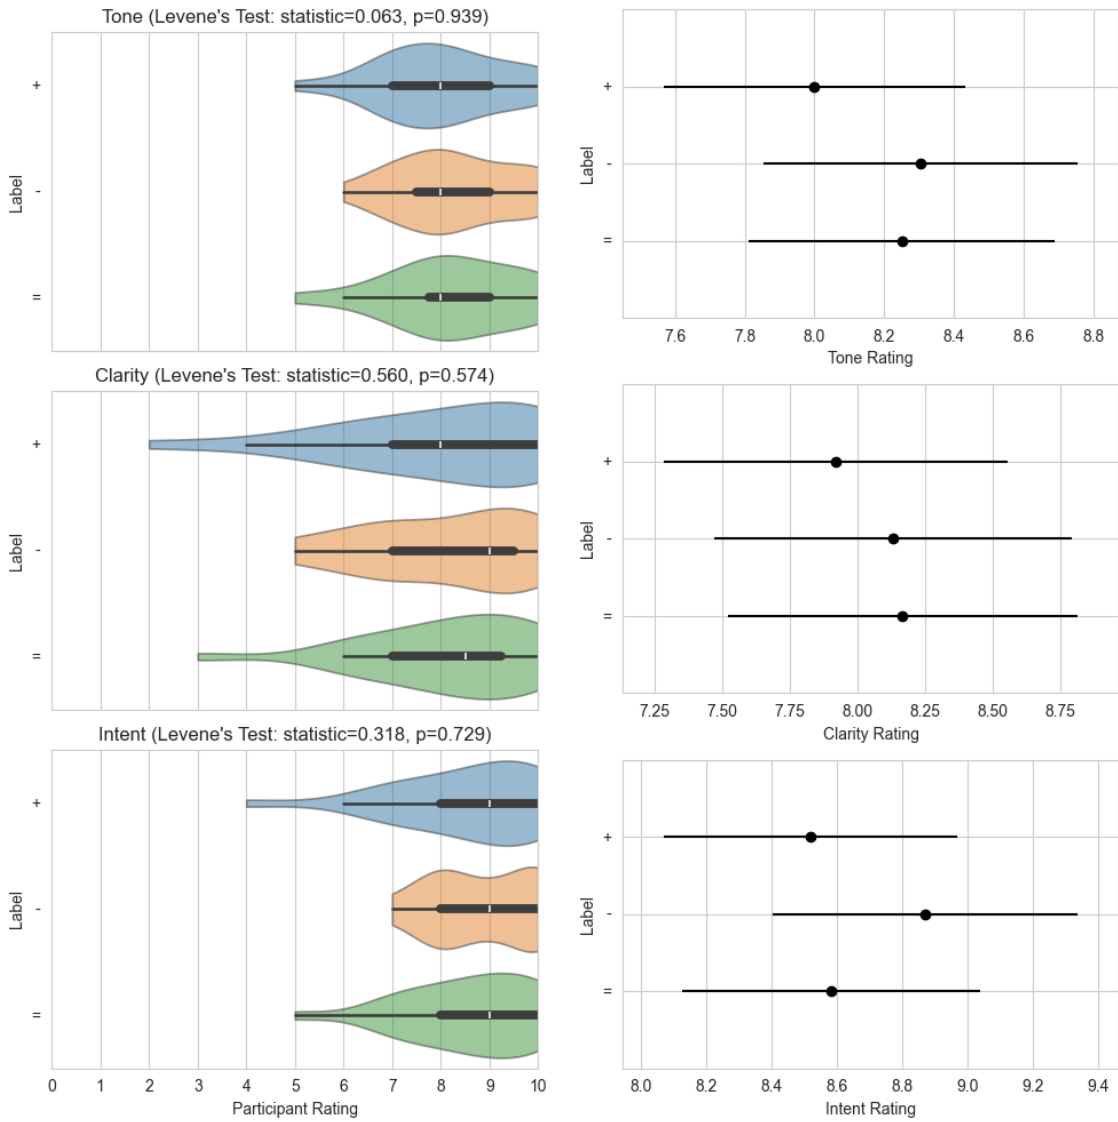 Tone (Levene's Test: statistic=0.063, p=0.939)
+
-
=
Label
+
-
=
Label
7.6 7.8 8.0 8.2 8.4 8.6 8.8
Tone Rating
Clarity (Levene's Test: statistic=0.560, p=0.574)
+
-
=
Label
+
-
=
Label
7.25 7.50 7.75 8.00 8.25 8.50 8.75
Clarity Rating
Intent (Levene's Test: statistic=0.318, p=0.729)
+
-
=
Label
0 1 2 3 4 5 6 7 8 9 10
Participant Rating
+
-
=
Label
8.0 8.2 8.4 8.6 8.8 9.0 9.2 9.4
Intent Rating